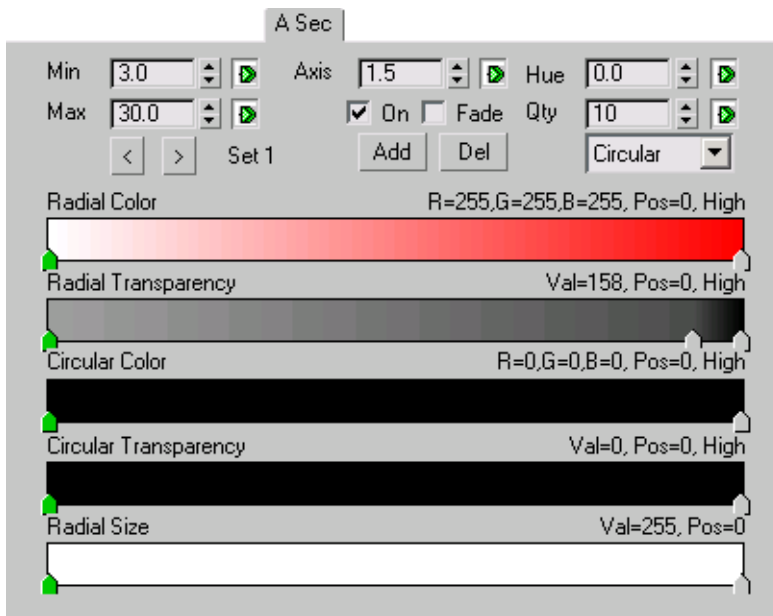 A Sec
Min 3.0 Axis 1.5 Hue 0.0
Max 30.0 On Fade Qty 10
< > Set 1 Add Del Circular
Radial Color R=255,G=255,B=255, Pos=0, High
Radial Transparency Val=158, Pos=0, High
Circular Color R=0,G=0,B=0, Pos=0, High
Circular Transparency Val=0, Pos=0, High
Radial Size Val=255, Pos=0